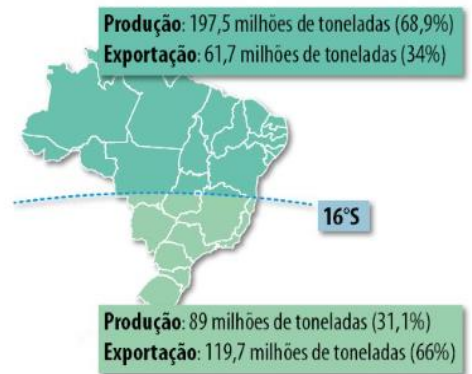 Produção: 197,5 milhões de toneladas (68,9%)
Exportação: 61,7 milhões de toneladas (34%)
16°S
Produção: 89 milhões de toneladas (31,1%)
Exportação: 119,7 milhões de toneladas (66%)